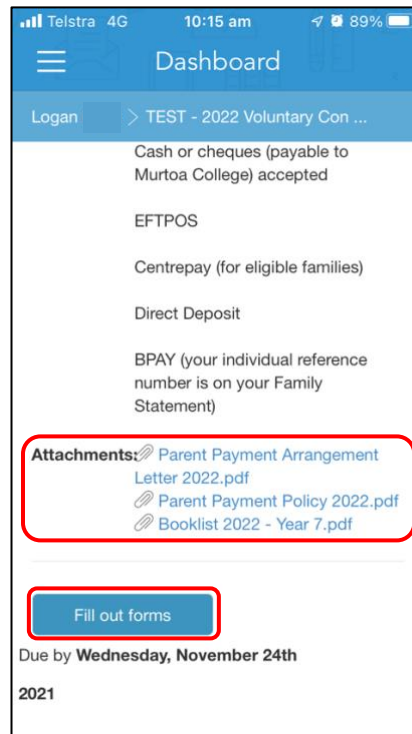 Telstra 4G 10:15 am 89%
Dashboard
Logan > TEST - 2022 Voluntary Con ...
Cash or cheques (payable to
Murtoa College) accepted
EFTPOS
Centrepay (for eligible families)
Direct Deposit
BPAY (your individual reference
number is on your Family
Statement)
Attachments: Parent Payment Arrangement
Letter 2022.pdf
Parent Payment Policy 2022.pdf
Booklist 2022 - Year 7.pdf
Fill out forms
Due by Wednesday, November 24th
2021